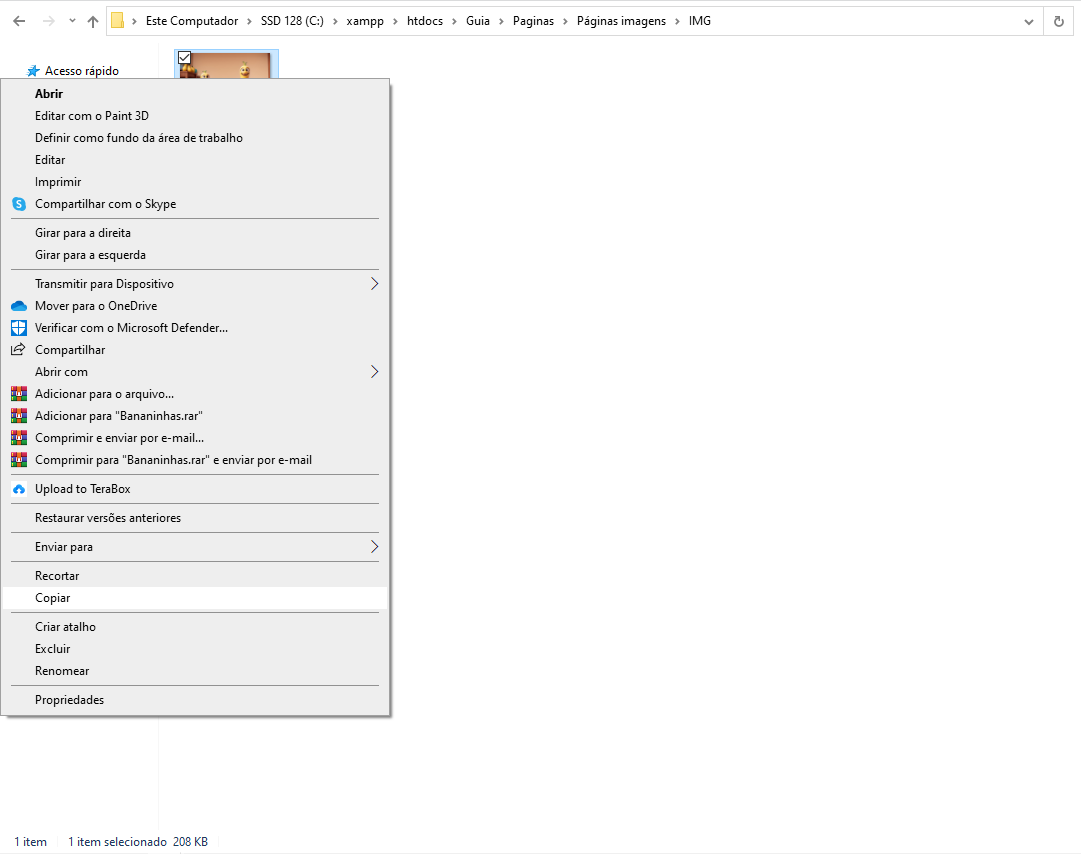 Este Computador > SSD 128 (C:) > xampp > htdocs > Guia > Paginas > Páginas imagens > IMG
Acesso rápido
Abrir
Editar com o Paint 3D
Definir como fundo da área de trabalho
Editar
Imprimir
Compartilhar com o Skype
Girar para a direita
Girar para a esquerda
Transmitir para Dispositivo
Mover para o OneDrive
Verificar com o Microsoft Defender...
Compartilhar
Abrir com
Adicionar para o arquivo...
Adicionar para "Bananinhas.rar"
Comprimir e enviar por e-mail...
Comprimir para "Bananinhas.rar" e enviar por e-mail
Upload to TeraBox
Restaurar versões anteriores
Enviar para
Recortar
Copiar
Criar atalho
Excluir
Renomear
Propriedades
1 item 1 item selecionado 208 KB